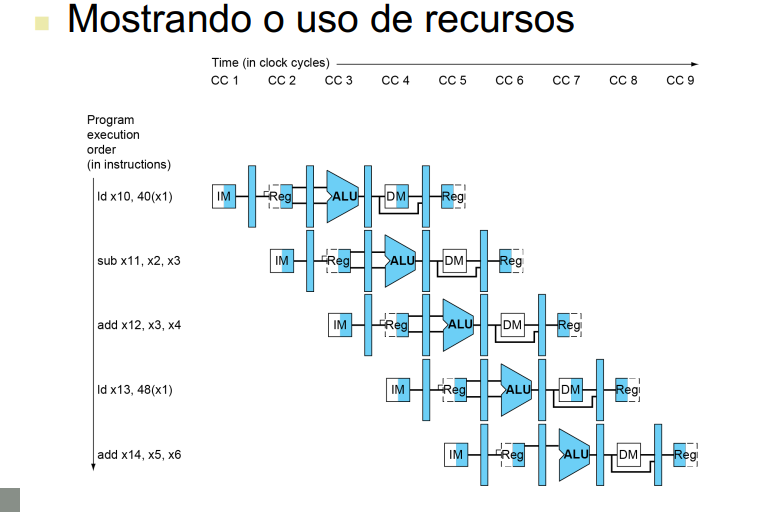 Mostrando o uso de recursos
Time (in clock cycles)
CC 1 CC 2 CC 3 CC 4 CC 5 CC 6 CC 7 CC 8 CC 9
Program
execution
order
(in instructions)
ld x10, 40(x1) IM Reg ALU DM Reg
sub x11, x2, x3 IM Reg ALU DM Reg
add x12, x3, x4 IM Reg ALU DM Reg
ld x13, 48(x1) IM Reg ALU DM Reg
add x14, x5, x6 IM Reg ALU DM Reg